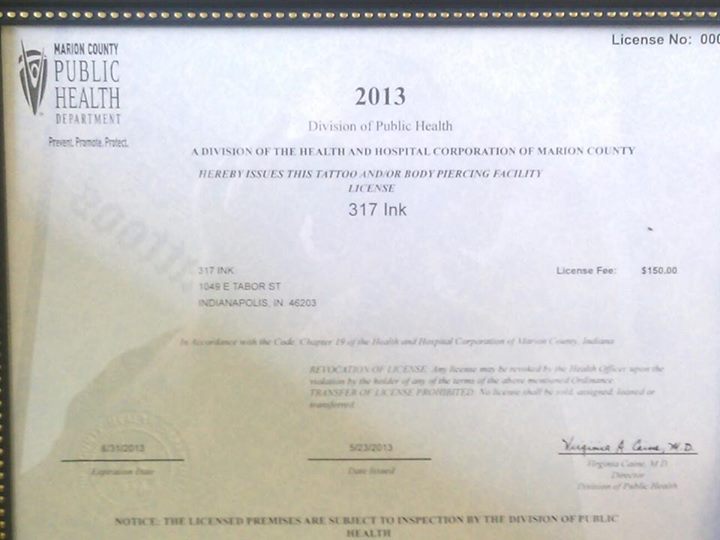 License No: 000
MARION COUNTY
PUBLIC
HEALTH
DEPARTMENT
Prevent. Promote. Protect.
2013
Division of Public Health
A DIVISION OF THE HEALTH AND HOSPITAL CORPORATION OF MARION COUNTY
HEREBY ISSUES THIS TATTOO AND/OR BODY PIERCING FACILITY
LICENSE
317 Ink
317 INK
1049 E TABOR ST
INDIANAPOLIS, IN 46203
License Fee: $150.00
In Accordance with the Code, Chapter 19 of the Health and Hospital Corporation of Marion County, Indiana
REVOCATION OF LICENSE: Any license may be revoked by the Health Officer upon the
violation by the holder of any of the terms of the above mentioned Ordinance.
TRANSFER OF LICENSE PROHIBITED: No license shall be sold, assigned, loaned or
transferred.
8/31/2013
Expiration Date
5/23/2013
Date Issued
Virginia A Caine, M.D.
Virginia Caine, M.D.
Director
Division of Public Health
NOTICE: THE LICENSED PREMISES ARE SUBJECT TO INSPECTION BY THE DIVISION OF PUBLIC
HEALTH